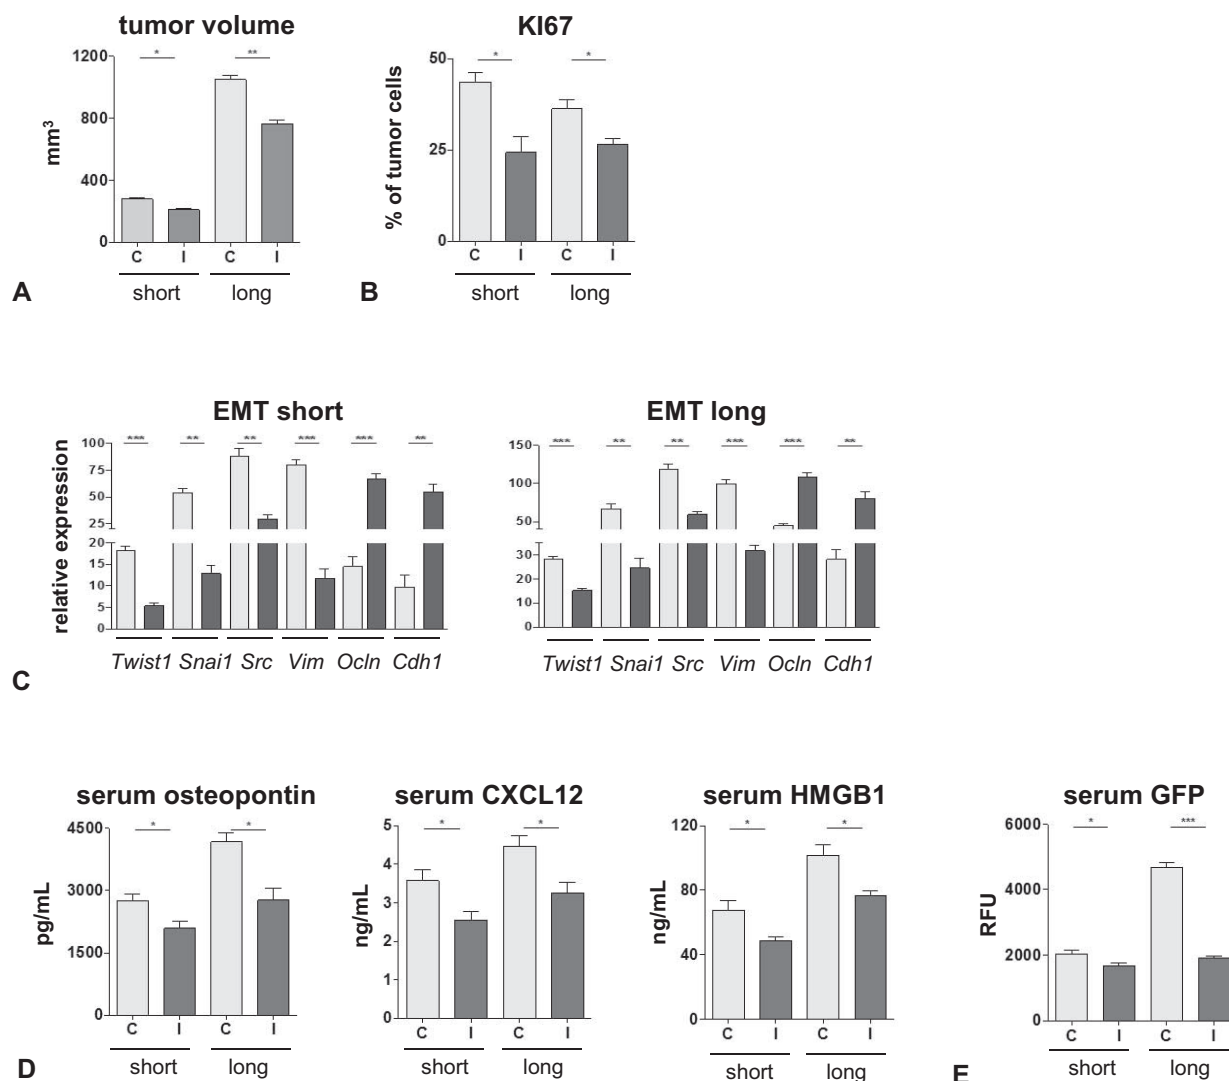 tumor volume
KI67
1200
800
400
0
mm3
* **
C I C I
short long
A
50
25
0
% of tumor cells
* *
C I C I
short long
B
EMT short
EMT long
100
75
50
25
20
15
10
5
0
relative expression
*** ** ** *** *** **
Twist1 Snai1 Src Vim Ocln Cdh1
150
100
50
30
20
10
0
*** ** ** *** *** **
Twist1 Snai1 Src Vim Ocln Cdh1
C
serum osteopontin
4500
3000
1500
0
pg/mL
* *
C I C I
short long
serum CXCL12
5
4
3
2
1
0
ng/mL
* *
C I C I
short long
serum HMGB1
120
80
40
0
ng/mL
* *
C I C I
short long
D
serum GFP
6000
4000
2000
0
RFU
* ***
C I C I
short long
E